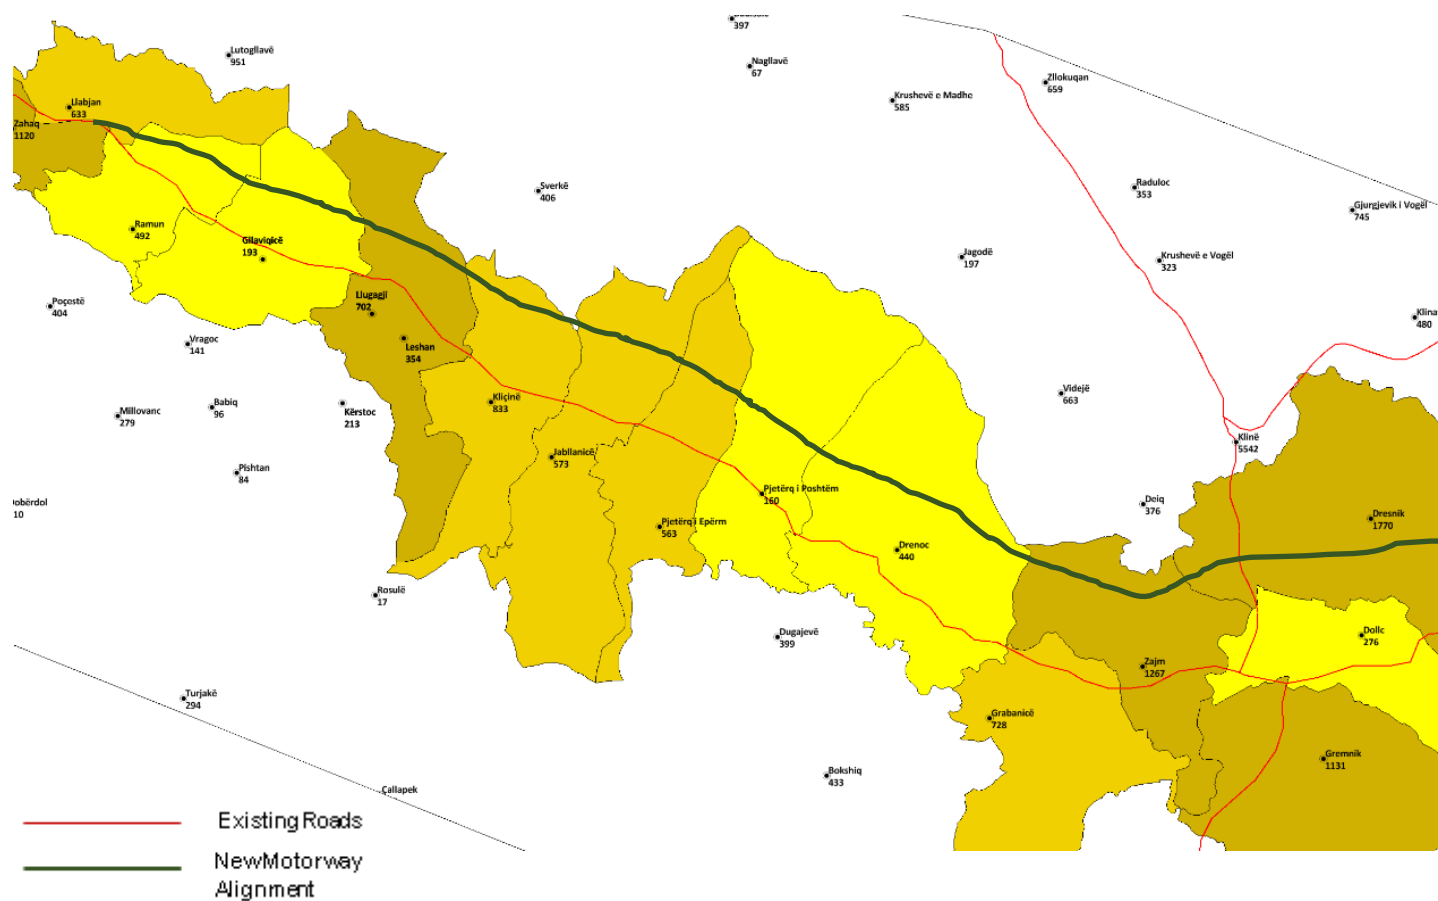 397
Lutogllavë
951
Nagllavë
67
Zllokuqan
659
Krushevë e Madhe
585
Llabjan
633
Zahaq
1120
Sverkë
406
Raduloc
353
Gjurgjevik i Vogël
745
Ramun
492
193
Jagodë
197
Krushevë e Vogël
323
Poçestë
404
Llugagji
702
Klina
480
Vragoc
141
Leshan
354
Videjë
663
Kliçinë
833
Babiq
96
Millovanc
279
Kërstoc
213
Klinë
5542
Jabllanicë
573
Pishtan
84
Pjetërq i Poshtëm
160
Deiq
376
obërdol
10
Dresnik
1770
Pjetërq i Epërm
563
Drenoc
440
Rosulë
17
Dugajevë
399
Dollc
276
Zajm
1267
Turjakë
294
Grabanicë
728
Gremnik
1131
Bokshiq
433
Çallapek
Existing Roads
New Motorway
Alignment